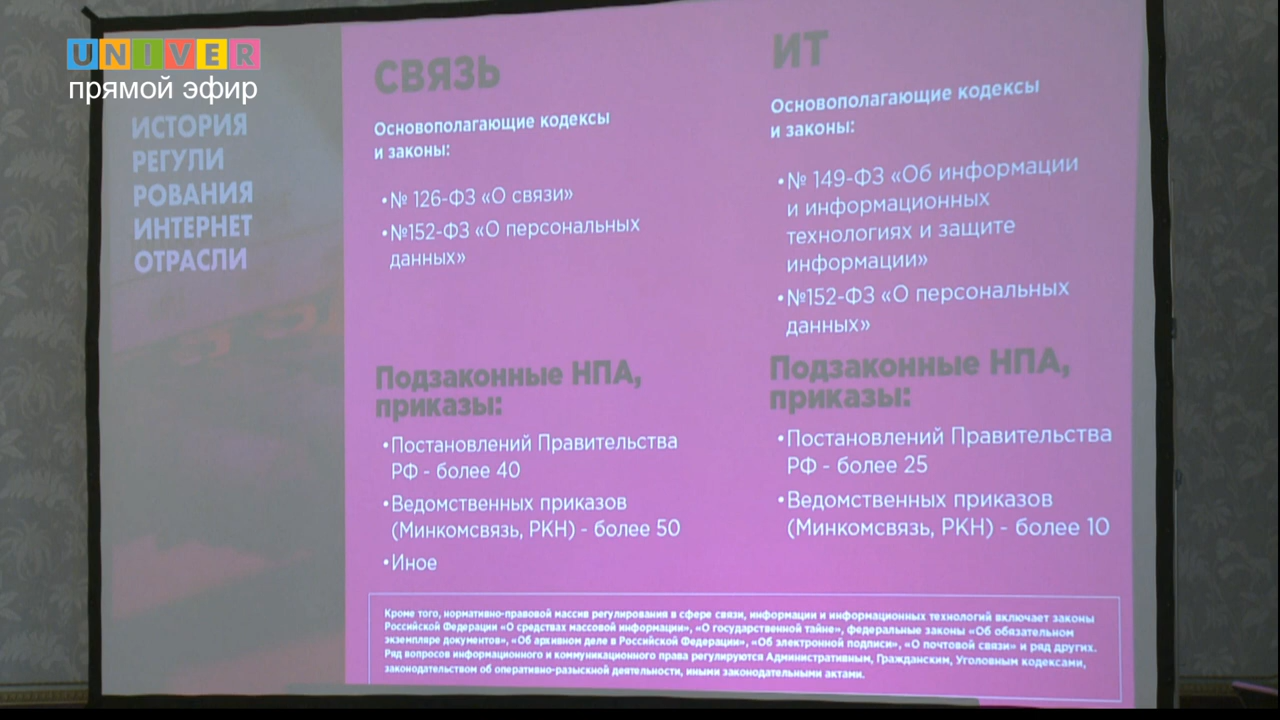 UNIVER
прямой эфир
ИСТОРИЯ
РЕГУЛИ
РОВАНИЯ
ИНТЕРНЕТ
ОТРАСЛИ
СВЯЗЬ
Основополагающие кодексы
и законы:
•№ 126-ФЗ «О связи»
•№152-ФЗ «О персональных
данных»
Подзаконные НПА,
приказы:
•Постановлений Правительства
РФ - более 40
•Ведомственных приказов
(Минкомсвязь, РКН) - более 50
•Иное
ИТ
Основополагающие кодексы
и законы:
•№ 149-ФЗ «Об информации
и информационных
технологиях и защите
информации»
•№152-ФЗ «О персональных
данных»
Подзаконные НПА,
приказы:
•Постановлений Правительства
РФ - более 25
•Ведомственных приказов
(Минкомсвязь, РКН) - более 10
Кроме того, нормативно-правовой массив регулирования в сфере связи, информации и информационных технологий включает законы
Российской Федерации «О средствах массовой информации», «О государственной тайне», федеральные законы «Об обязательном
экземпляре документов», «Об архивном деле в Российской Федерации», «Об электронной подписи», «О почтовой связи» и ряд других.
Ряд вопросов информационного и коммуникационного права регулируются Административным, Гражданским, Уголовным кодексами,
законодательством об оперативно-разыскной деятельности, иными законодательными актами.